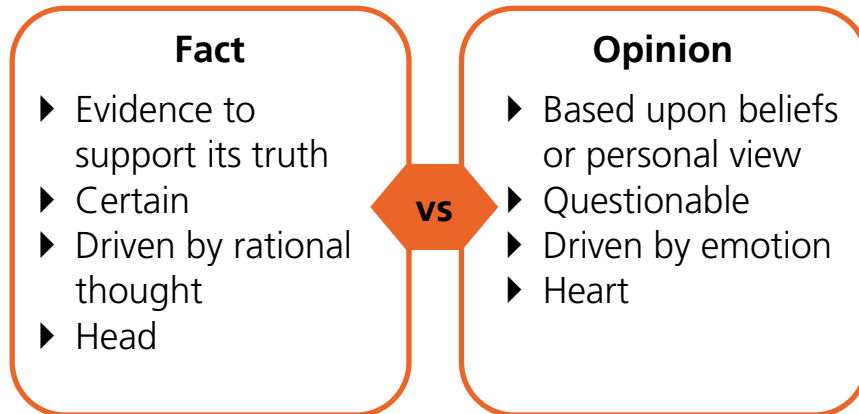 Fact
▶ Evidence to
support its truth
▶ Certain
▶ Driven by rational
thought
▶ Head
vs
Opinion
▶ Based upon beliefs
or personal view
▶ Questionable
▶ Driven by emotion
▶ Heart